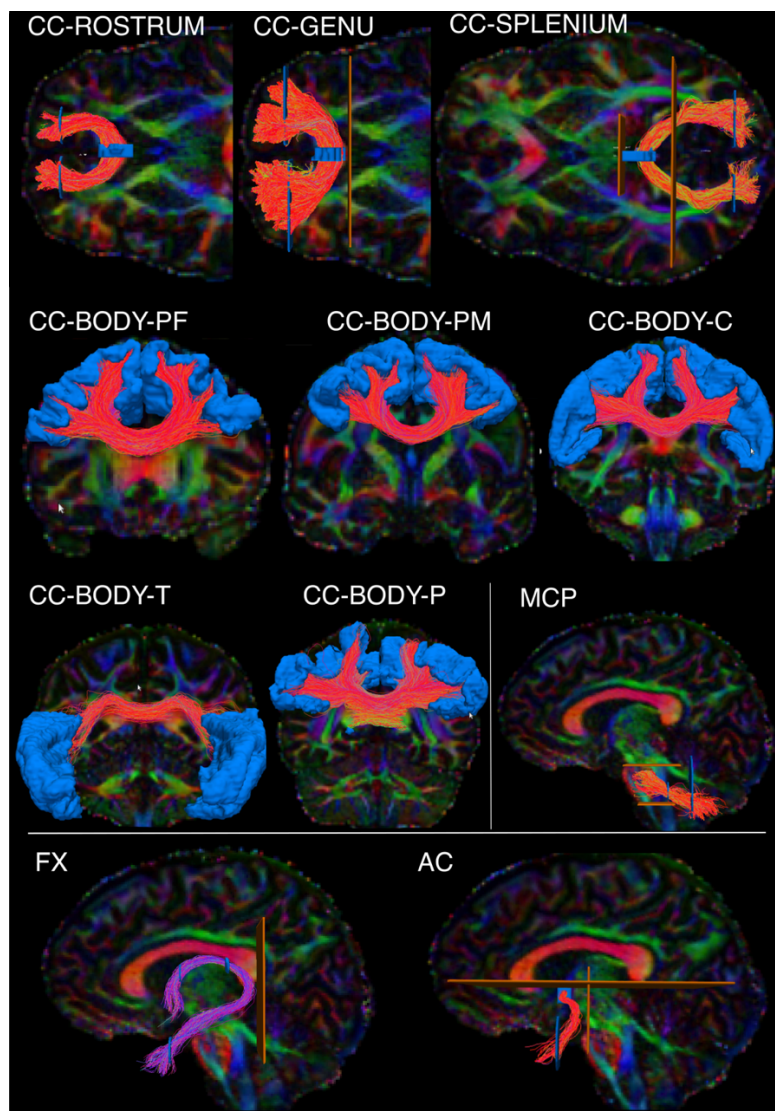 CC-ROSTRUM
CC-GENU
CC-SPLENIUM
CC-BODY-PF
CC-BODY-PM
CC-BODY-C
CC-BODY-T
CC-BODY-P
MCP
FX
AC